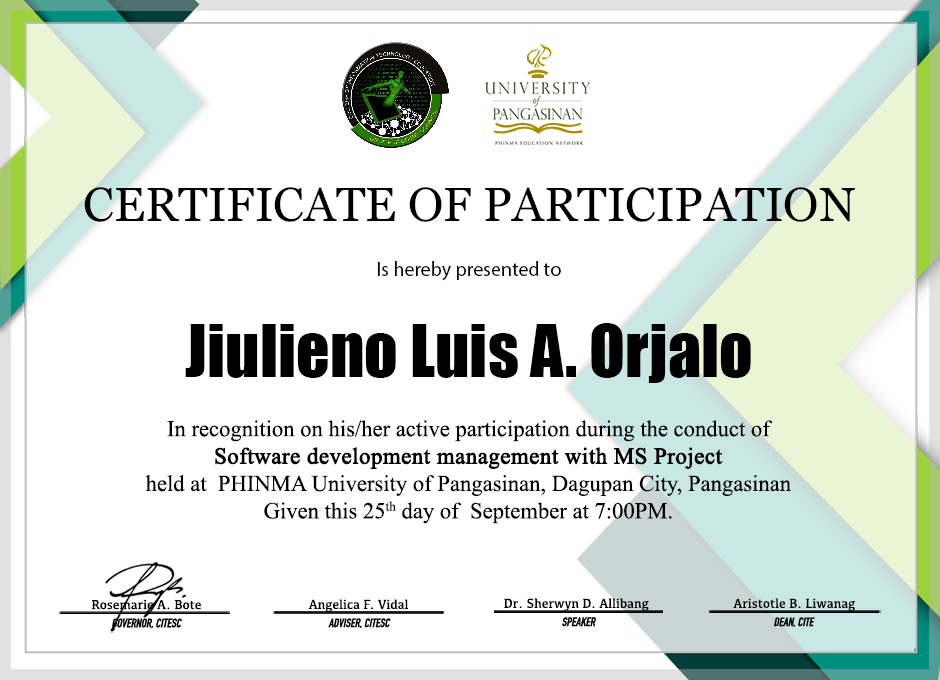 UNIVERSITY
of
PANGASINAN
PHINMA EDUCATION NETWORK
CERTIFICATE OF PARTICIPATION
Is hereby presented to
Jiulieno Luis A. Orjalo
In recognition on his/her active participation during the conduct of
Software development management with MS Project
held at PHINMA University of Pangasinan, Dagupan City, Pangasinan
Given this 25th day of September at 7:00PM.
Rosemarie A. Bote
GOVERNOR, CITESC
Angelica F. Vidal
ADVISER, CITESC
Dr. Sherwyn D. Allibang
SPEAKER
Aristotle B. Liwanag
DEAN, CITE